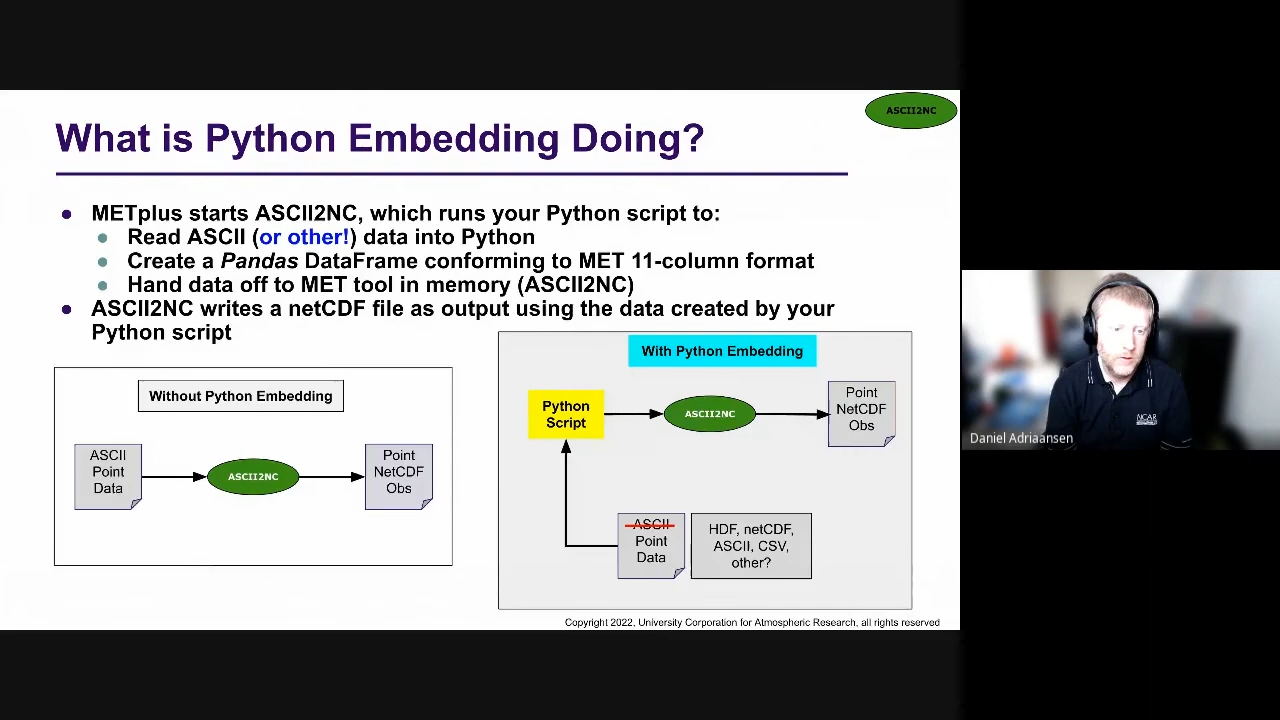 ASCII2NC
What is Python Embedding Doing?
METplus starts ASCII2NC, which runs your Python script to:
Read ASCII (or other!) data into Python
Create a Pandas DataFrame conforming to MET 11-column format
Hand data off to MET tool in memory (ASCII2NC)
ASCII2NC writes a netCDF file as output using the data created by your
Python script
Without Python Embedding
ASCII
Point
Data
ASCII2NC
Point
NetCDF
Obs
With Python Embedding
Python
Script
ASCII2NC
Point
NetCDF
Obs
ASCII
Point
Data
HDF, netCDF,
ASCII, CSV,
other?
Copyright 2022, University Corporation for Atmospheric Research, all rights reserved
NCAR
Daniel Adriaansen